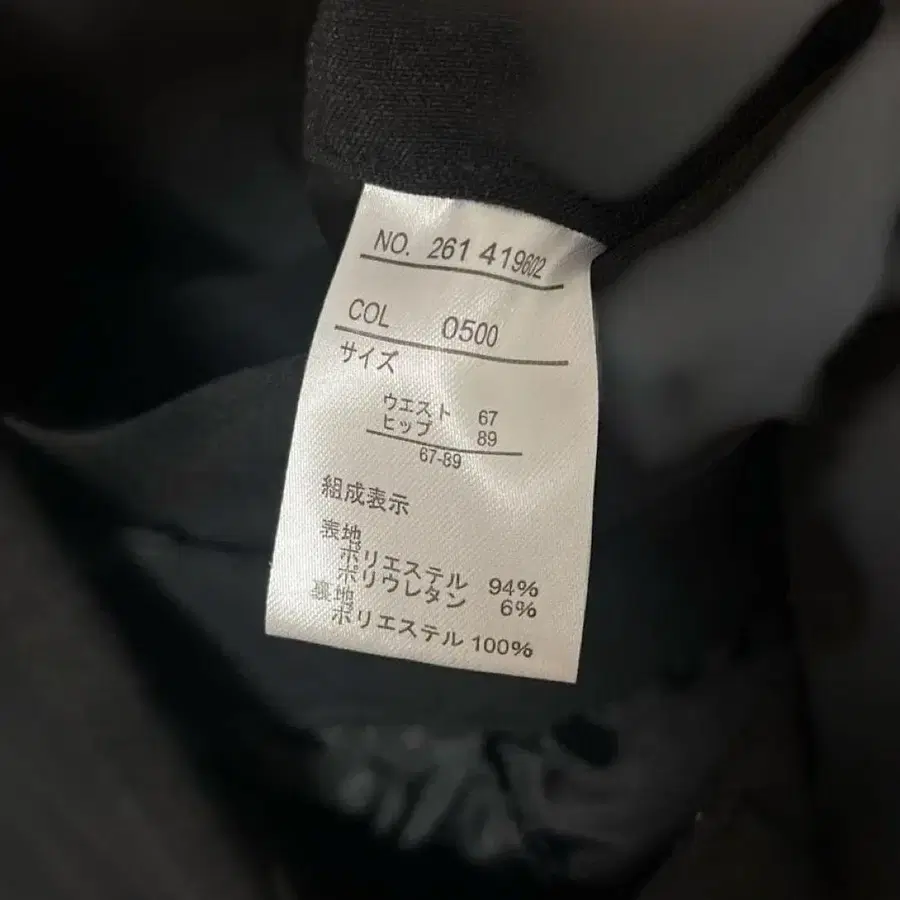 NO. 261 419602
COL 0500
サイズ
ウエスト 67
ヒップ 89
67-89
組成表示
表地
ポリエステル 94%
ポリウレタン 6%
裏地
ポリエステル 100%